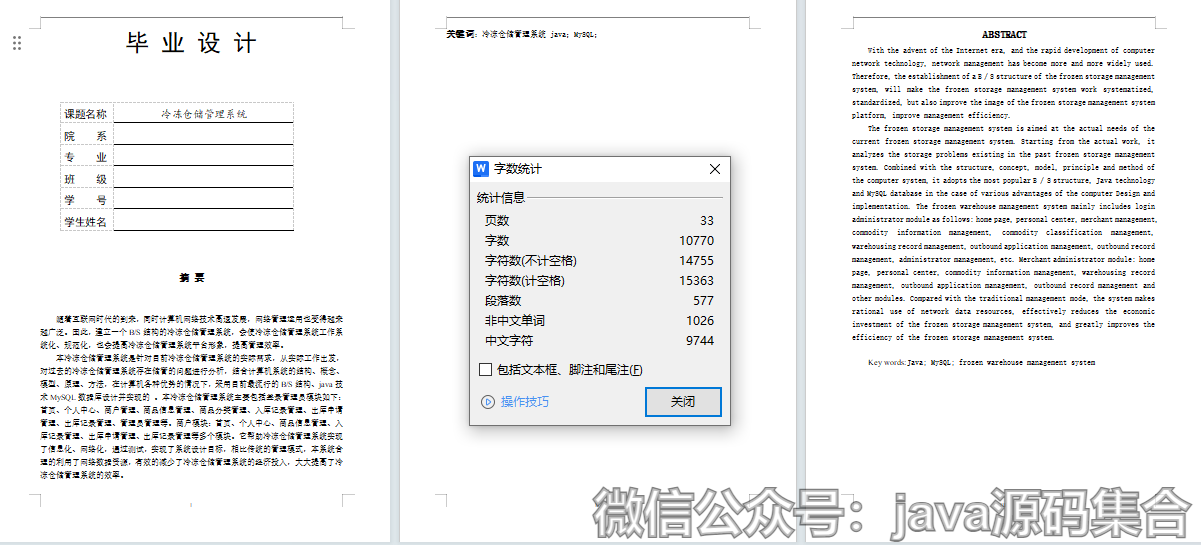 毕 业 设 计
课题名称 冷冻仓储管理系统
院 系
专 业
班 级
学 号
学生姓名
摘 要
随着互联网时代的到来，同时计算机网络技术高速发展，网络管理运用也变得越来
越广泛。因此，建立一个 B/S 结构的冷冻仓储管理系统，会使冷冻仓储管理系统工作系
统化、规范化，也会提高冷冻仓储管理系统平台形象，提高管理效率。
本冷冻仓储管理系统是针对目前冷冻仓储管理系统的实际需求，从实际工作出发，
对过去的冷冻仓储管理系统存在储管的问题进行分析，结合计算机系统的结构、概念、
模型、原理、方法，在计算机各种优势的情况下，采用目前最流行的 B/S 结构、java 技
术 MySQL 数据库设计并实现的 。本冷冻仓储管理系统主要包括登录管理员模块如下：
首页、个人中心、商户管理、商品信息管理、商品分类管理、入库记录管理、出库申请
管理、出库记录管理、管理员管理等。商户模块：首页、个人中心、商品信息管理、入
库记录管理、出库申请管理、出库记录管理等多个模块。它帮助冷冻仓储管理系统实现
了信息化、网络化，通过测试，实现了系统设计目标，相比传统的管理模式，本系统合
理的利用了网络数据资源，有效的减少了冷冻仓储管理系统的经济投入，大大提高了冷
冻仓储管理系统的效率。
关键词：冷冻仓储管理系统 java；MySQL；
字数统计
统计信息
页数 33
字数 10770
字符数(不计空格) 14755
字符数(计空格) 15363
段落数 577
非中文单词 1026
中文字符 9744
包括文本框、脚注和尾注(F)
操作技巧
关闭
ABSTRACT
With the advent of the Internet era, and the rapid development of computer
network technology, network management has become more and more widely used.
Therefore, the establishment of a B / S structure of the frozen storage management
system, will make the frozen storage management system work systematized,
standardized, but also improve the image of the frozen storage management system
platform, improve management efficiency.
The frozen storage management system is aimed at the actual needs of the
current frozen storage management system. Starting from the actual work, it
analyzes the storage problems existing in the past frozen storage management
system. Combined with the structure, concept, model, principle and method of
the computer system, it adopts the most popular B / S structure, Java technology
and MySQL database in the case of various advantages of the computer Design and
implementation. The frozen warehouse management system mainly includes login
administrator module as follows: home page, personal center, merchant management,
commodity information management, commodity classification management,
warehousing record management, outbound application management, outbound record
management, administrator management, etc. Merchant administrator module: home
page, personal center, commodity information management, warehousing record
management, outbound application management, outbound record management and
other modules. Compared with the traditional management mode, the system makes
rational use of network data resources, effectively reduces the economic
investment of the frozen storage management system, and greatly improves the
efficiency of the frozen storage management system.
Key words:Java; MySQL; frozen warehouse management system
微信公众号：java源码集合